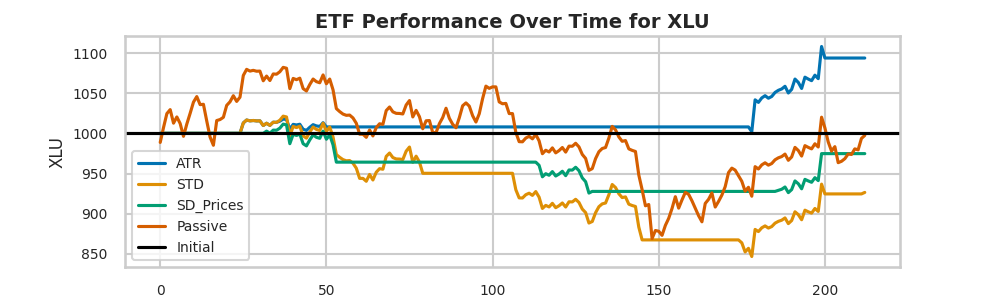 ETF Performance Over Time for XLU
XLU
1100
1050
1000
950
900
850
ATR
STD
SD_Prices
Passive
Initial
0
50
100
150
200